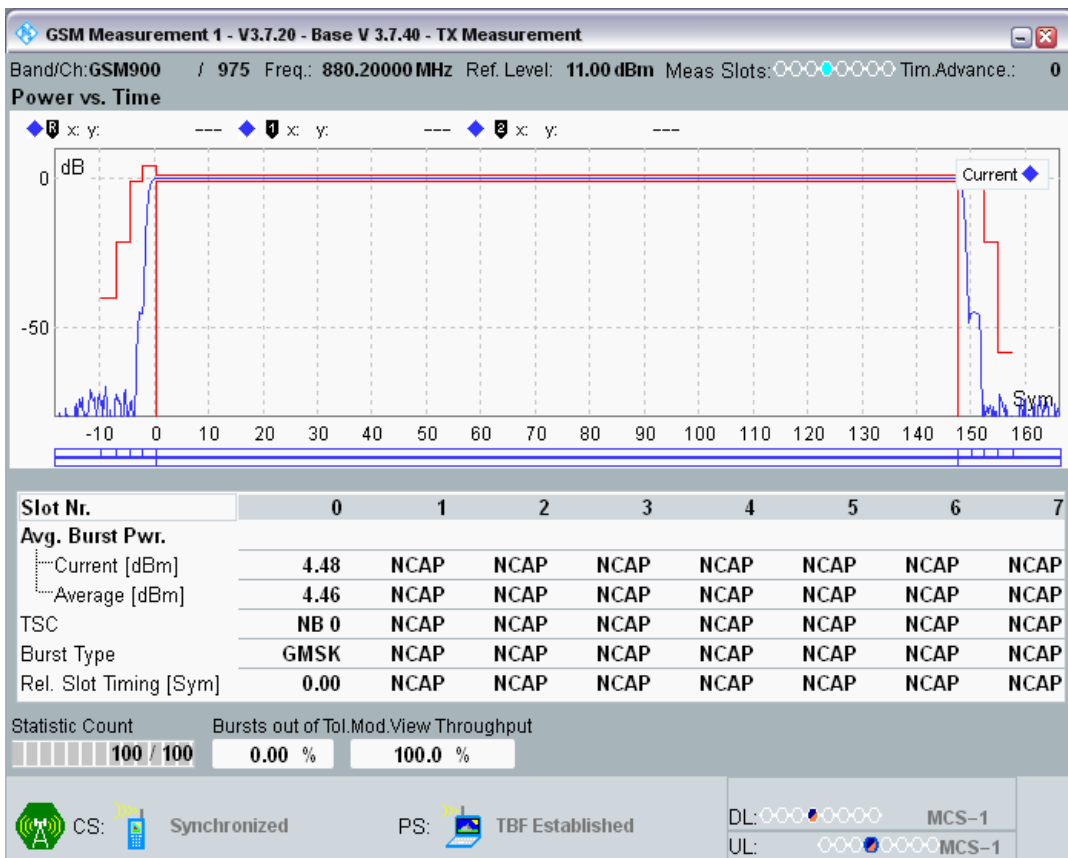 GSM Measurement 1 - V3.7.20 - Base V 3.7.40 - TX Measurement
Band/Ch:GSM900 / 975 Freq.: 880.20000 MHz Ref. Level: 11.00 dBm Meas Slots: Tim.Advance.: 0
Power vs. Time
R x: y: --- 1 x: y: --- 2 x: y: ---
dB
Current
0
-50
Sym
-10 0 10 20 30 40 50 60 70 80 90 100 110 120 130 140 150 160
Slot Nr. 0 1 2 3 4 5 6 7
Avg. Burst Pwr.
Current [dBm] 4.48 NCAP NCAP NCAP NCAP NCAP NCAP NCAP
Average [dBm] 4.46 NCAP NCAP NCAP NCAP NCAP NCAP NCAP
TSC NB 0 NCAP NCAP NCAP NCAP NCAP NCAP NCAP
Burst Type GMSK NCAP NCAP NCAP NCAP NCAP NCAP NCAP
Rel. Slot Timing [Sym] 0.00 NCAP NCAP NCAP NCAP NCAP NCAP NCAP
Statistic Count Bursts out of Tol.Mod.View Throughput
100 / 100 0.00 % 100.0 %
CS: Synchronized PS: TBF Established DL: MCS-1
UL: MCS-1